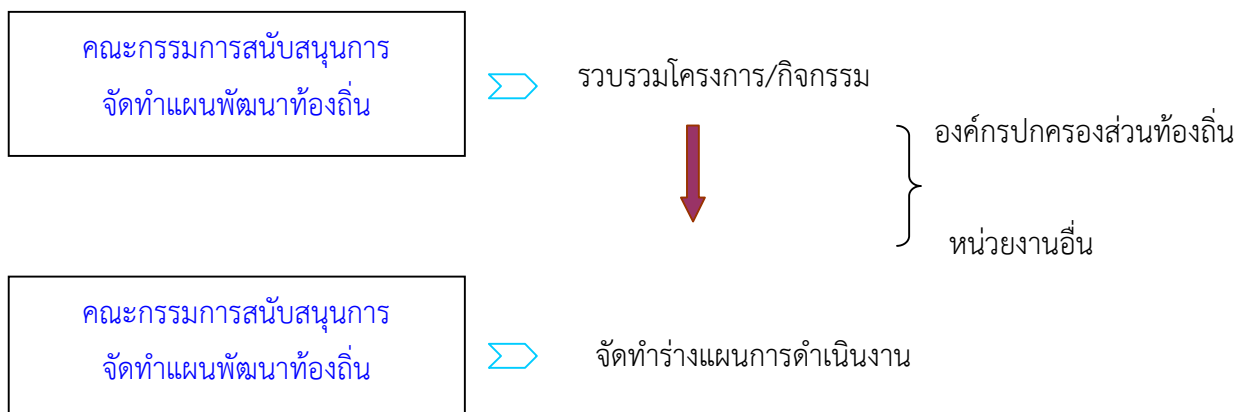 คณะกรรมการสนับสนุนการ
จัดทำแผนพัฒนาท้องถิ่น
รวบรวมโครงการ/กิจกรรม
องค์กรปกครองส่วนท้องถิ่น
หน่วยงานอื่น
คณะกรรมการสนับสนุนการ
จัดทำแผนพัฒนาท้องถิ่น
จัดทำร่างแผนการดำเนินงาน